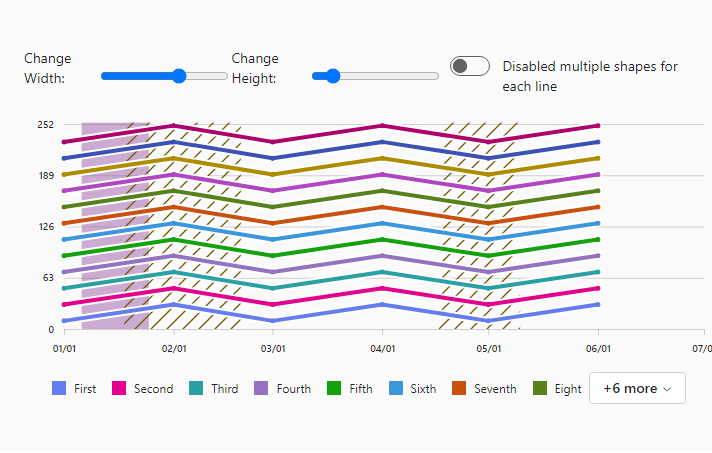 Change Width:
Change Height:
Disabled multiple shapes for each line
252
189
126
63
0
01/01 02/01 03/01 04/01 05/01 06/01 07/0
First Second Third Fourth Fifth Sixth Seventh Eight +6 more